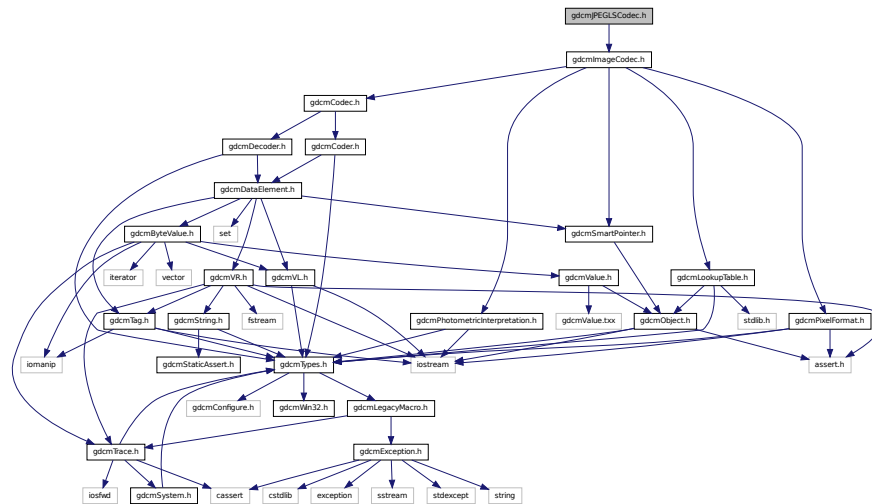 gdcmJPEGLSCodec.h
gdcmImageCodec.h
gdcmCodec.h
gdcmDecoder.h
gdcmCoder.h
gdcmDataElement.h
gdcmByteValue.h
set
gdcmSmartPointer.h
iterator
vector
gdcmVR.h
gdcmVL.h
gdcmValue.h
gdcmLookupTable.h
gdcmTag.h
gdcmString.h
fstream
gdcmPhotometricInterpretation.h
gdcmValue.txx
gdcmObject.h
stdlib.h
gdcmPixelFormat.h
iomanip
gdcmStaticAssert.h
gdcmTypes.h
iostream
assert.h
gdcmConfigure.h
gdcmWin32.h
gdcmLegacyMacro.h
gdcmTrace.h
gdcmException.h
iosfwd
gdcmSystem.h
cassert
cstdlib
exception
sstream
stdexcept
string